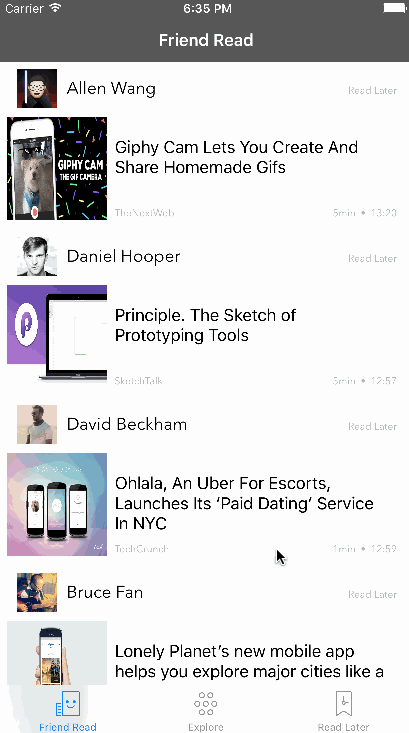 Carrier 6:35 PM
Friend Read
Allen Wang Read Later
GIPHY CAM
THE GIF CAMERA
Giphy Cam Lets You Create And
Share Homemade Gifs
TheNextWeb 5min • 13:20
Daniel Hooper Read Later
Principle. The Sketch of
Prototyping Tools
SketchTalk 3min • 12:57
David Beckham Read Later
Ohlala, An Uber For Escorts,
Launches Its ‘Paid Dating’ Service
In NYC
TechCrunch 1min • 12:59
Bruce Fan Read Later
Lonely Planet’s new mobile app
helps you explore major cities like a
Friend Read Explore Read Later